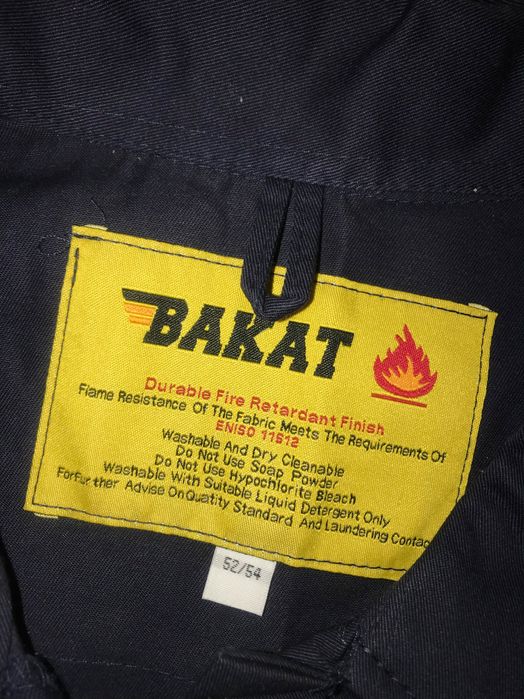 BAKAT
Durable Fire Retardant Finish
Flame Resistance Of The Fabric Meets The Requirements Of
ENISO 11612
Washable And Dry Cleanable
Do Not Use Soap Powder
Do Not Use Hypochlorite Bleach
Washable With Suitable Liquid Detergent Only
ForFurther Advise OnQuality Standard And Laundering Contac
52/54